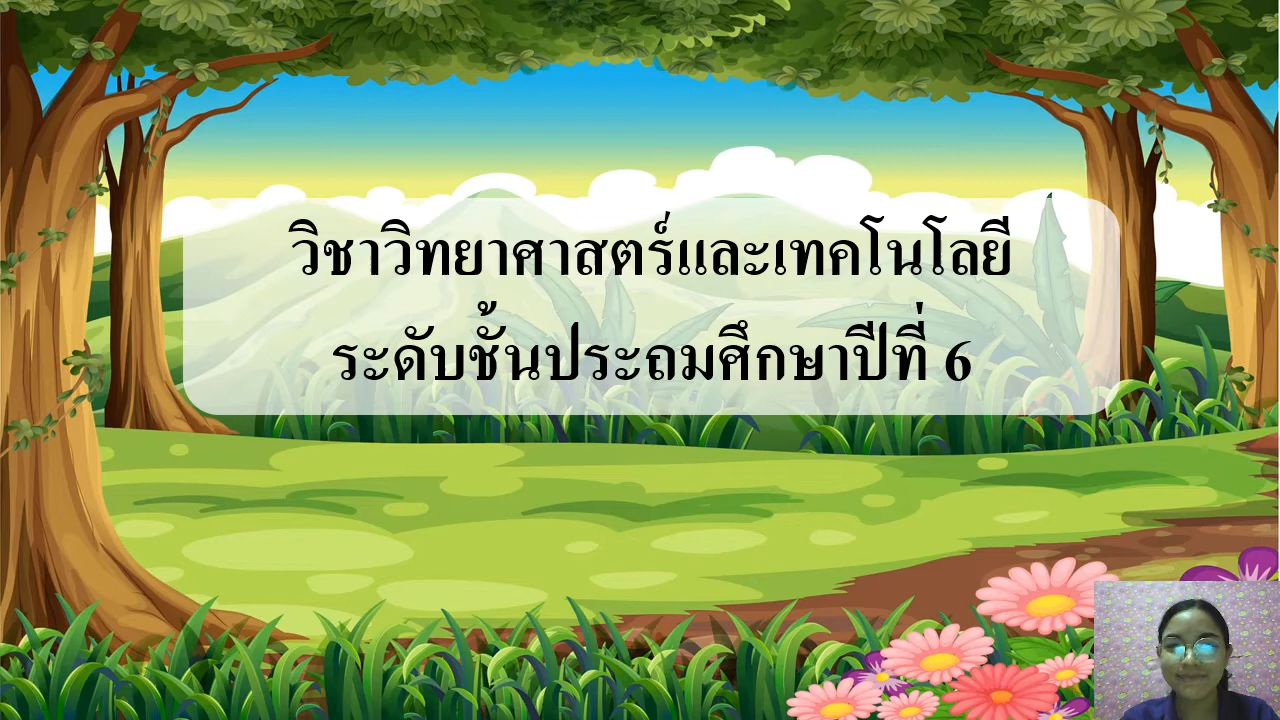 วิชาวิทยาศาสตร์และเทคโนโลยี
ระดับชั้นประถมศึกษาปีที่ 6